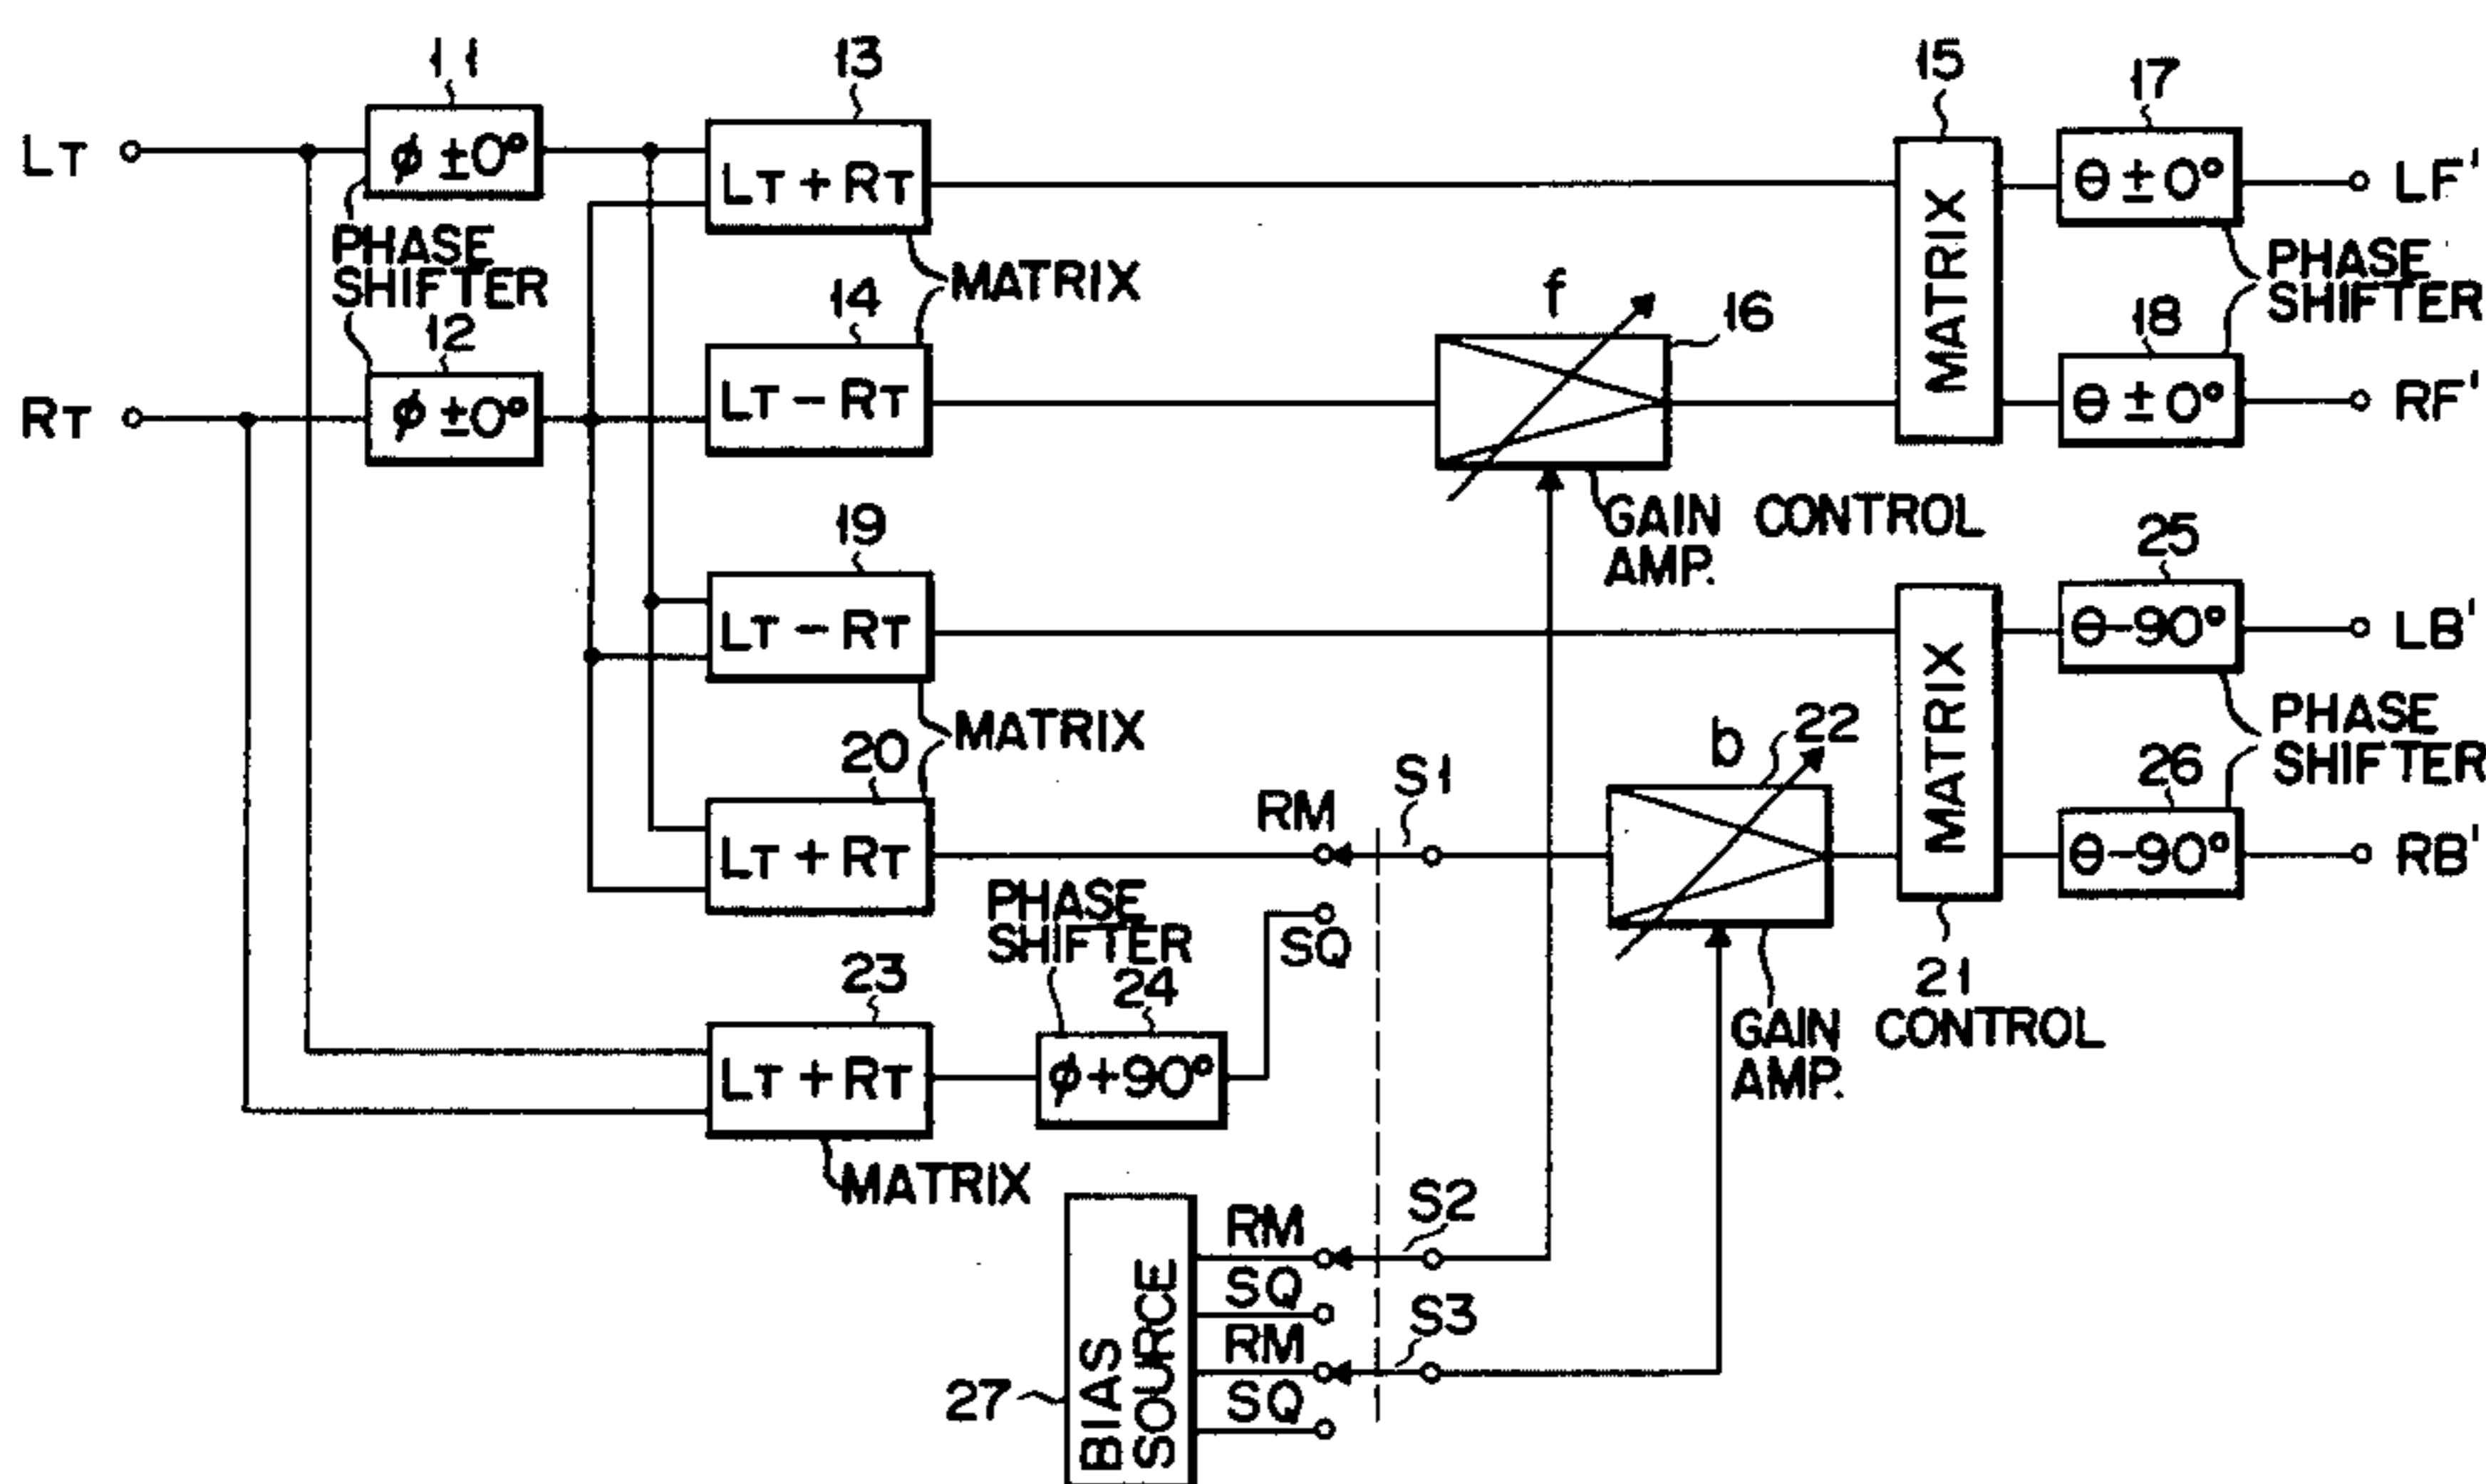 11
13
15
17
LT
φ ±0°
LT + RT
MATRIX
θ ±0°
LF'
PHASE
SHIFTER
MATRIX
PHASE
SHIFTER
14
f
16
18
12
RT
φ ±0°
LT − RT
θ ±0°
RF'
GAIN CONTROL
AMP.
19
25
LT − RT
MATRIX
θ−90°
LB'
MATRIX
PHASE
SHIFTER
20
b
22
26
S1
RM
LT + RT
θ−90°
RB'
PHASE
SHIFTER
SQ
21
23
24
GAIN CONTROL
AMP.
LT + RT
φ+90°
MATRIX
S2
RM
SQ
S3
RM
SQ
27
BIAS
SOURCE